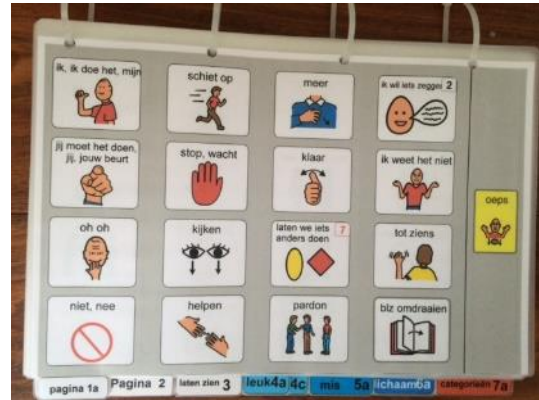 ik, ik doe het, mijn
schiet op
meer
ik wil iets zeggen 2
jij moet het doen,
jij, jouw beurt
stop, wacht
klaar
ik weet het niet
oeps
oh oh
kijken
laten we iets 7
anders doen
tot ziens
niet, nee
helpen
pardon
blz omdraaien
pagina 1a
Pagina 2
laten zien 3
leuk4a
4c
mis 5a
lichaam6a
categorieën 7a